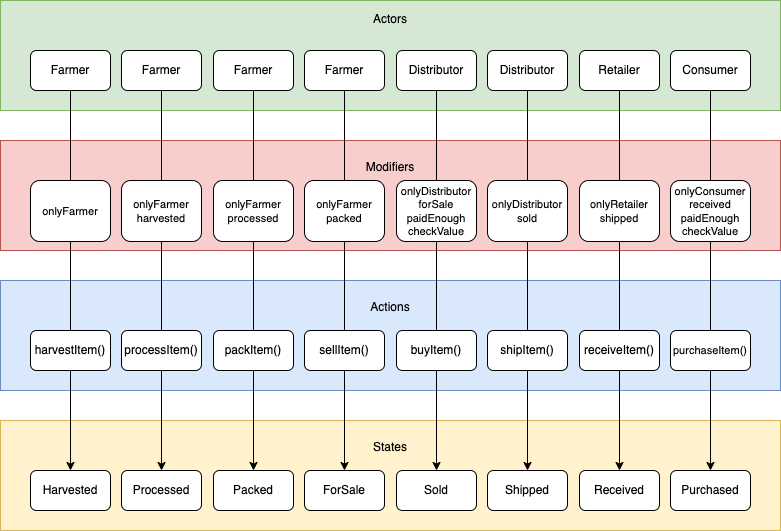 Actors
Farmer
Farmer
Farmer
Farmer
Distributor
Distributor
Retailer
Consumer
Modifiers
onlyFarmer
onlyFarmer
harvested
onlyFarmer
processed
onlyFarmer
packed
onlyDistributor
forSale
paidEnough
checkValue
onlyDistributor
sold
onlyRetailer
shipped
onlyConsumer
received
paidEnough
checkValue
Actions
harvestItem()
processItem()
packItem()
sellItem()
buyItem()
shipItem()
receiveItem()
purchaseItem()
States
Harvested
Processed
Packed
ForSale
Sold
Shipped
Received
Purchased